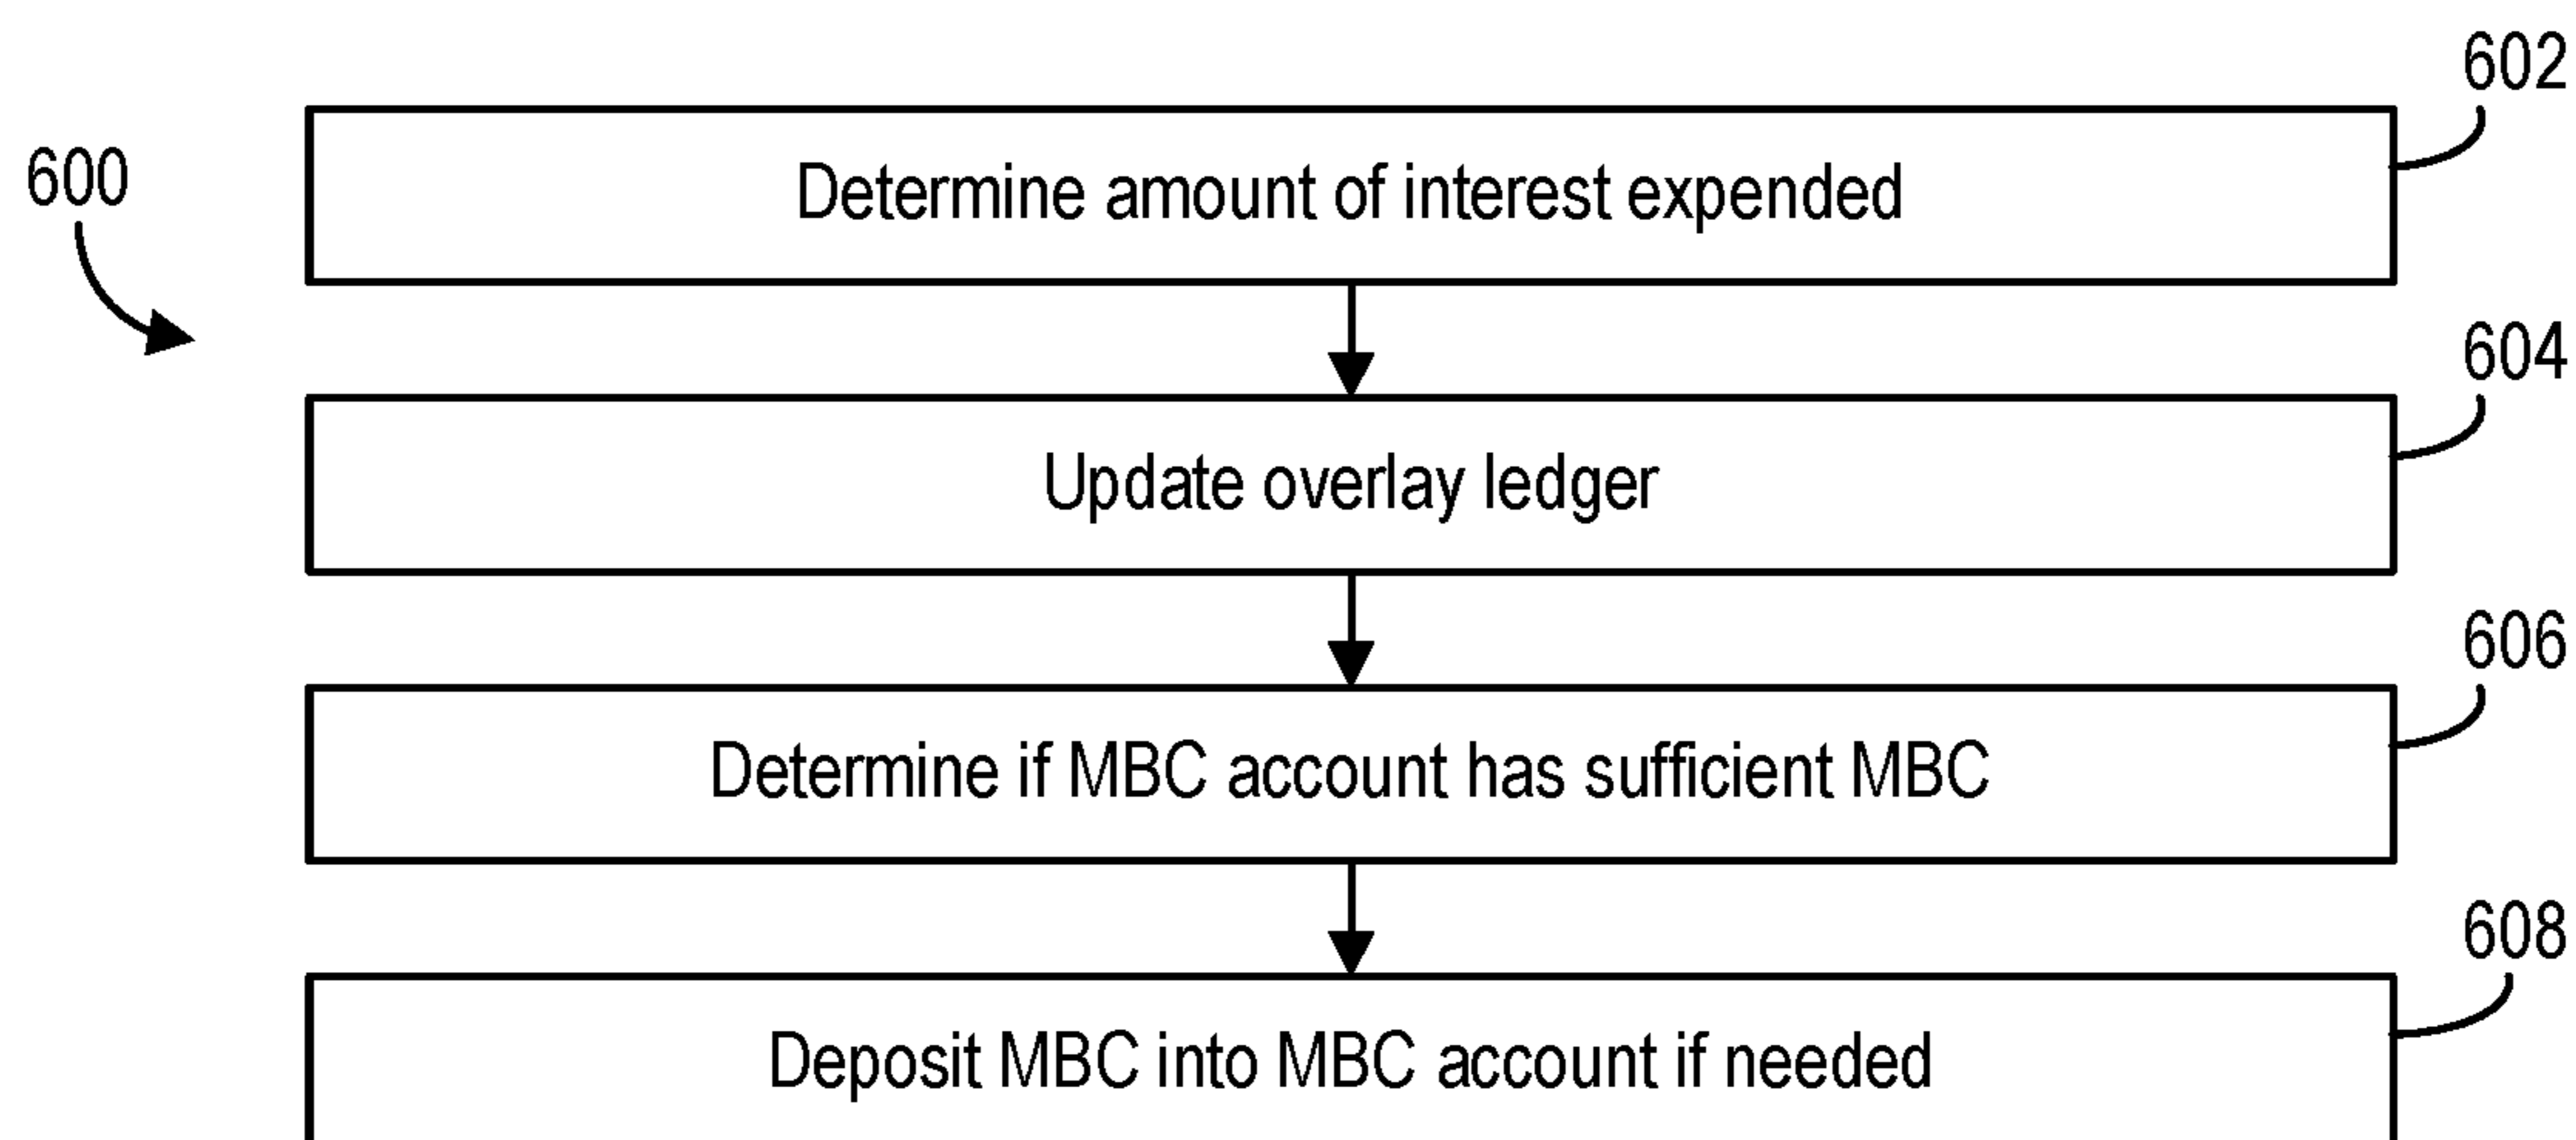 602
600
Determine amount of interest expended
604
Update overlay ledger
606
Determine if MBC account has sufficient MBC
608
Deposit MBC into MBC account if needed